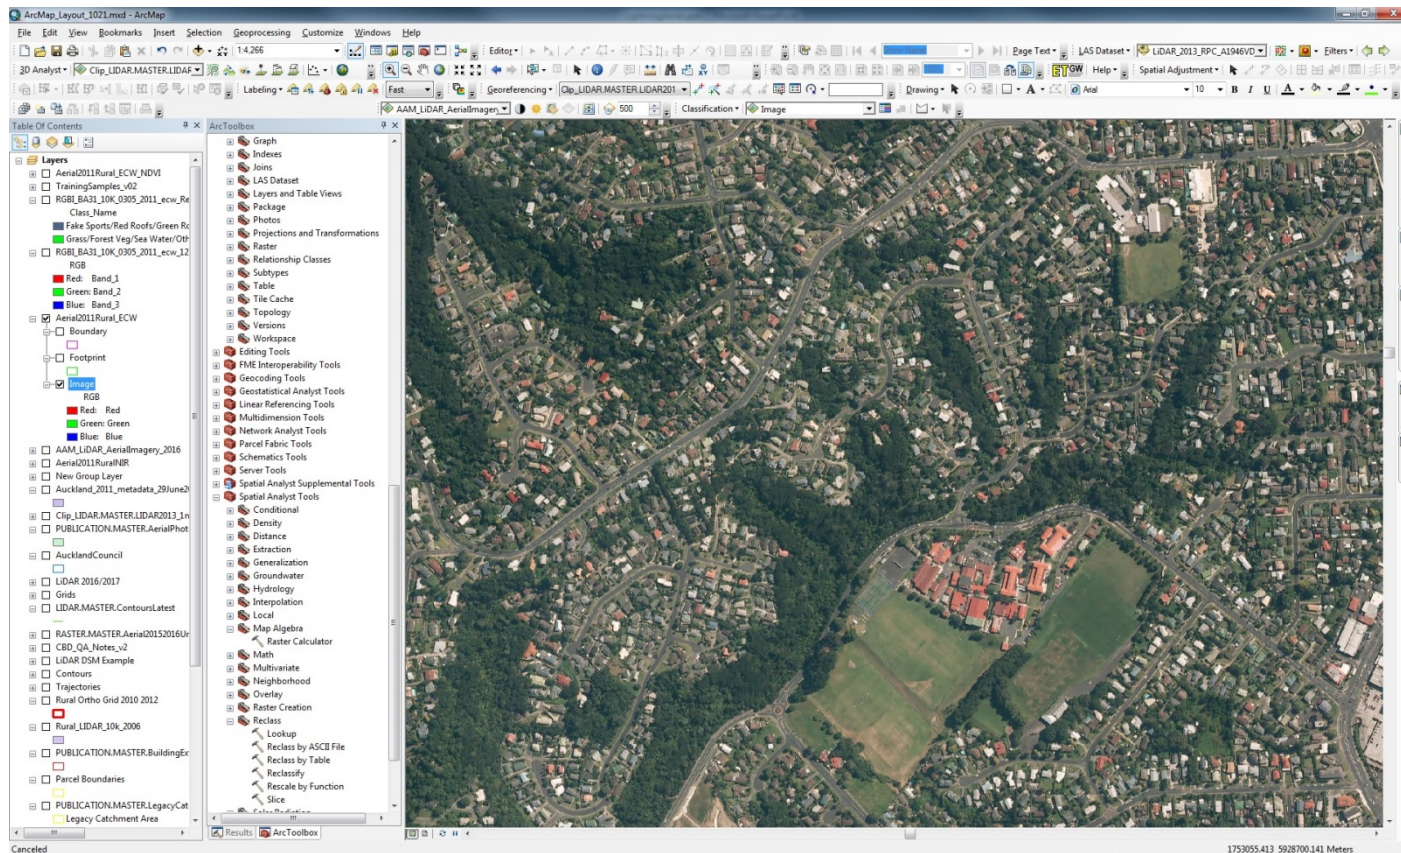 ArcMap_Layout_1021.mxd - ArcMap
File Edit View Bookmarks Insert Selection Geoprocessing Customize Windows Help
1:4,266
Editor
Page Text
LAS Dataset
LiDAR_2013_RPC_A1946VD
Filters
3D Analyst
Clip_LIDAR.MASTER.LIDAR
100%
ET GW
Help
Spatial Adjustment
Labeling
Fast
Georeferencing
Clip_LIDAR.MASTER.LIDAR201
Drawing
A
Arial
10
B I U A
AAM_LiDAR_AerialImagery
500
Classification
Image
Table Of Contents
Layers
Aerial2011Rural_ECW_NDVI
TrainingSamples_v02
RGBI_BA31_10K_0305_2011_ecw_Re
Class_Name
Fake Sports/Red Roofs/Green Rc
Grass/Forest Veg/Sea Water/Oth
RGBI_BA31_10K_0305_2011_ecw_12
RGB
Red: Band_1
Green: Band_2
Blue: Band_3
Aerial2011Rural_ECW
Boundary
Footprint
Image
RGB
Red: Red
Green: Green
Blue: Blue
AAM_LiDAR_AerialImagery_2016
Aerial2011RuralNIR
New Group Layer
Auckland_2011_metadata_29June20
Clip_LIDAR.MASTER.LIDAR2013_1n
PUBLICATION.MASTER.AerialPhot
AucklandCouncil
LiDAR 2016/2017
Grids
LIDAR.MASTER.ContoursLatest
RASTER.MASTER.Aerial20152016Ur
CBD_QA_Notes_v2
LiDAR DSM Example
Contours
Trajectories
Rural Ortho Grid 2010 2012
Rural_LIDAR_10k_2006
PUBLICATION.MASTER.BuildingEx
Parcel Boundaries
PUBLICATION.MASTER.LegacyCat
Legacy Catchment Area
ArcToolbox
Graph
Indexes
Joins
LAS Dataset
Layers and Table Views
Package
Photos
Projections and Transformations
Raster
Relationship Classes
Subtypes
Table
Tile Cache
Topology
Versions
Workspace
Editing Tools
FME Interoperability Tools
Geocoding Tools
Geostatistical Analyst Tools
Linear Referencing Tools
Multidimension Tools
Network Analyst Tools
Parcel Fabric Tools
Schematics Tools
Server Tools
Spatial Analyst Supplemental Tools
Spatial Analyst Tools
Conditional
Density
Distance
Extraction
Generalization
Groundwater
Hydrology
Interpolation
Local
Map Algebra
Raster Calculator
Math
Multivariate
Neighborhood
Overlay
Raster Creation
Reclass
Lookup
Reclass by ASCII File
Reclass by Table
Reclassify
Rescale by Function
Slice
Solar Radiation
Results
ArcToolbox
Canceled
1753055.413 5928700.141 Meters